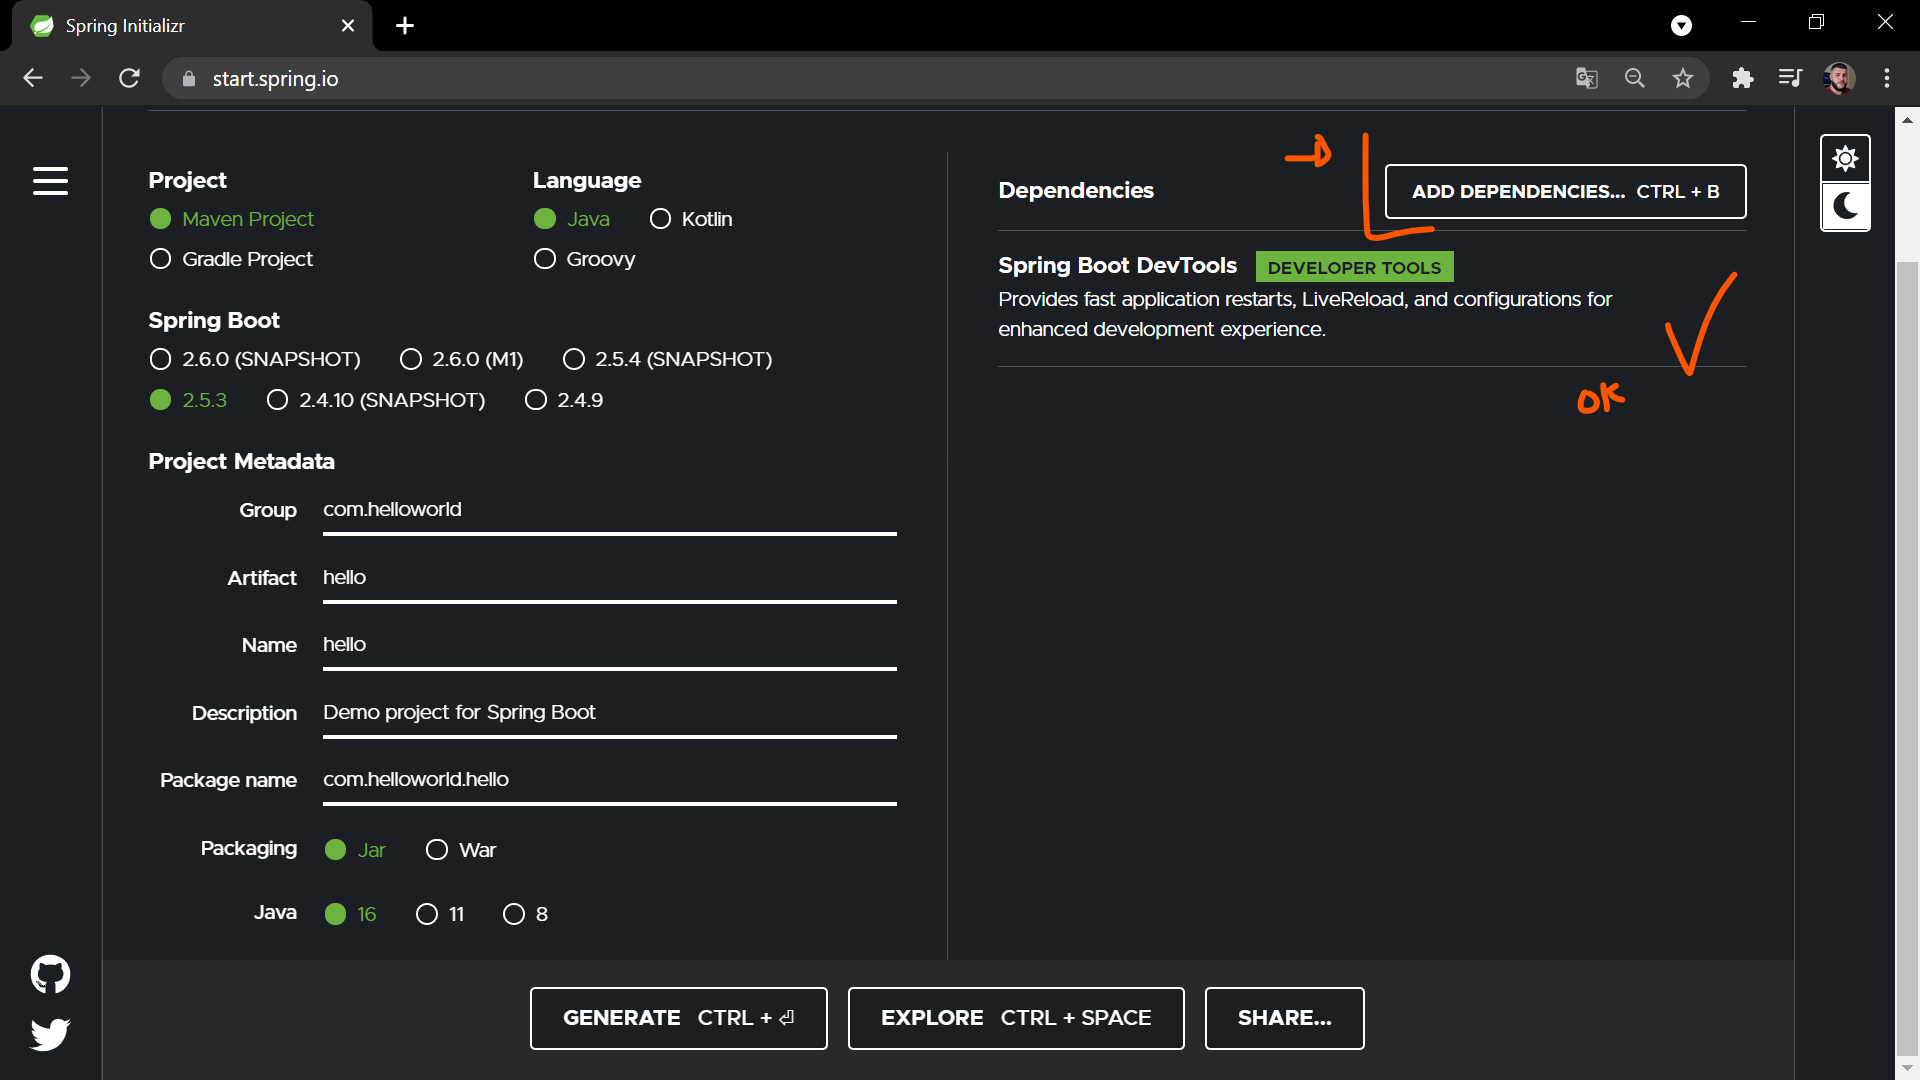 Spring Initializr
start.spring.io
Project
Maven Project
Gradle Project
Language
Java Kotlin
Groovy
Spring Boot
2.6.0 (SNAPSHOT) 2.6.0 (M1) 2.5.4 (SNAPSHOT)
2.5.3 2.4.10 (SNAPSHOT) 2.4.9
Project Metadata
Group com.helloworld
Artifact hello
Name hello
Description Demo project for Spring Boot
Package name com.helloworld.hello
Packaging Jar War
Java 16 11 8
Dependencies ADD DEPENDENCIES... CTRL + B
Spring Boot DevTools DEVELOPER TOOLS
Provides fast application restarts, LiveReload, and configurations for
enhanced development experience.
OK
GENERATE CTRL + ⏎ EXPLORE CTRL + SPACE SHARE...